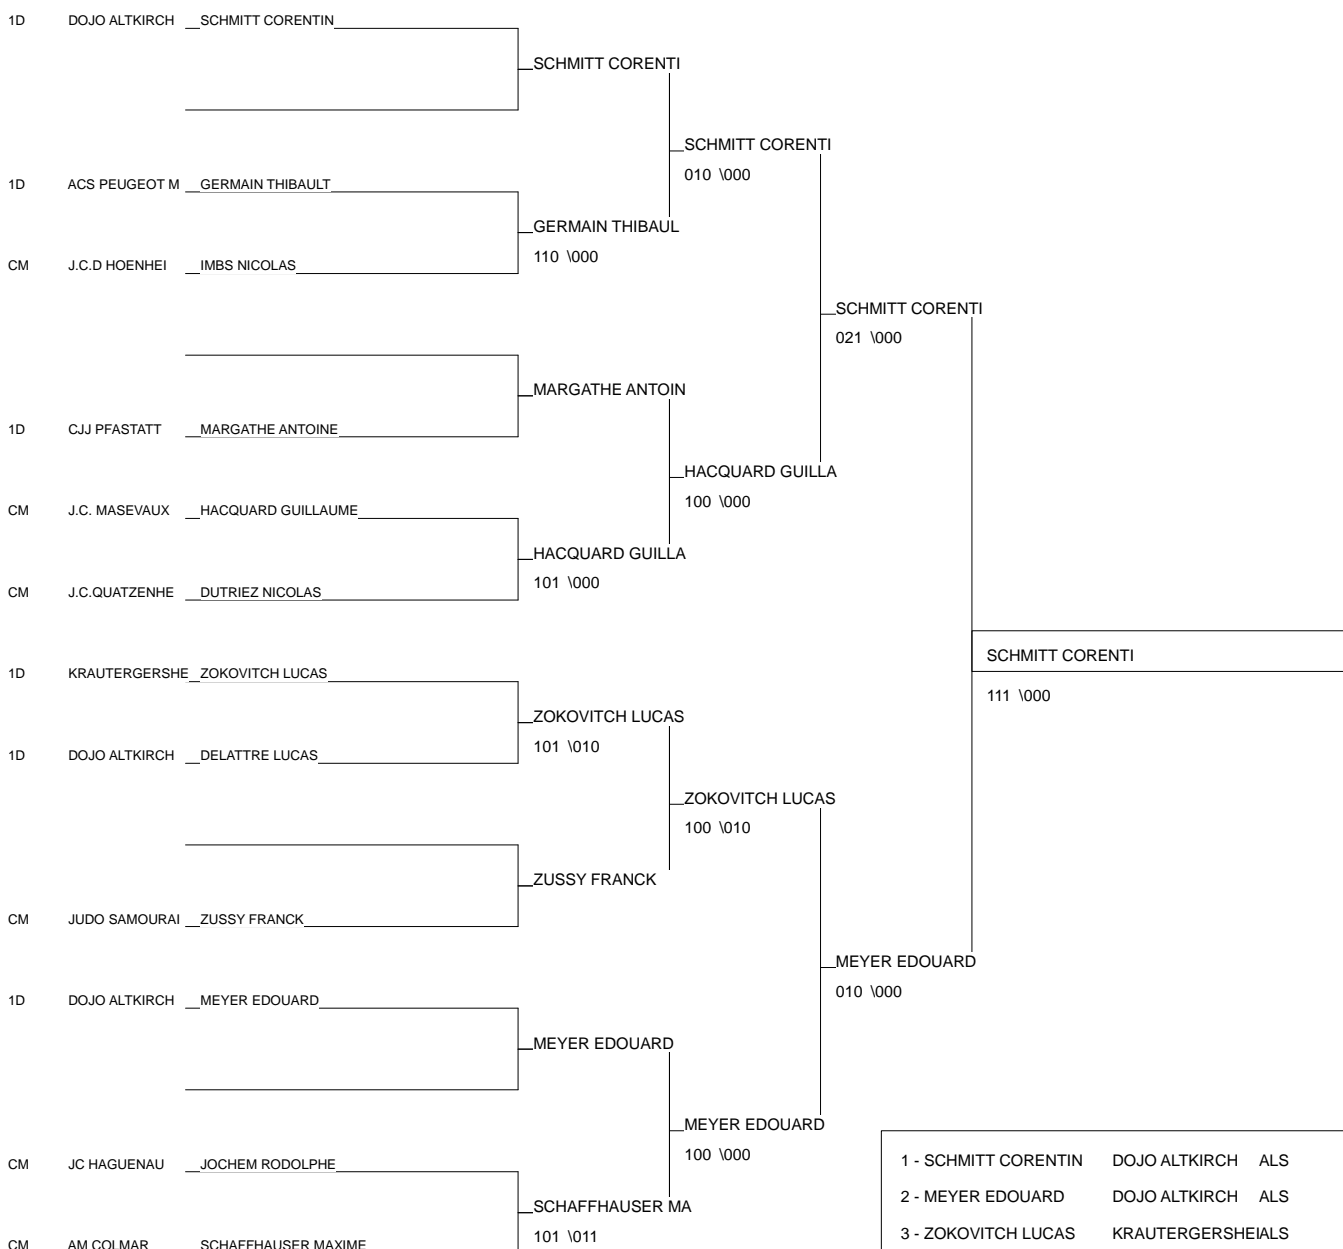 1D DOJO ALTKIRCH SCHMITT CORENTIN
SCHMITT CORENTI
SCHMITT CORENTI
010 \000
1D ACS PEUGEOT M GERMAIN THIBAULT
GERMAIN THIBAUL
110 \000
CM J.C.D HOENHEI IMBS NICOLAS
SCHMITT CORENTI
021 \000
MARGATHE ANTOIN
1D CJJ PFASTATT MARGATHE ANTOINE
HACQUARD GUILLA
100 \000
CM J.C. MASEVAUX HACQUARD GUILLAUME
HACQUARD GUILLA
101 \000
CM J.C.QUATZENHE DUTRIEZ NICOLAS
SCHMITT CORENTI
111 \000
1D KRAUTERGERSHE ZOKOVITCH LUCAS
ZOKOVITCH LUCAS
101 \010
1D DOJO ALTKIRCH DELATTRE LUCAS
ZOKOVITCH LUCAS
100 \010
ZUSSY FRANCK
CM JUDO SAMOURAI ZUSSY FRANCK
MEYER EDOUARD
010 \000
1D DOJO ALTKIRCH MEYER EDOUARD
MEYER EDOUARD
MEYER EDOUARD
100 \000
CM JC HAGUENAU JOCHEM RODOLPHE
SCHAFFHAUSER MA
101 \011
CM AM COLMAR SCHAFFHAUSER MAXIME
1 - SCHMITT CORENTIN DOJO ALTKIRCH ALS
2 - MEYER EDOUARD DOJO ALTKIRCH ALS
3 - ZOKOVITCH LUCAS KRAUTERGERSHEIALS